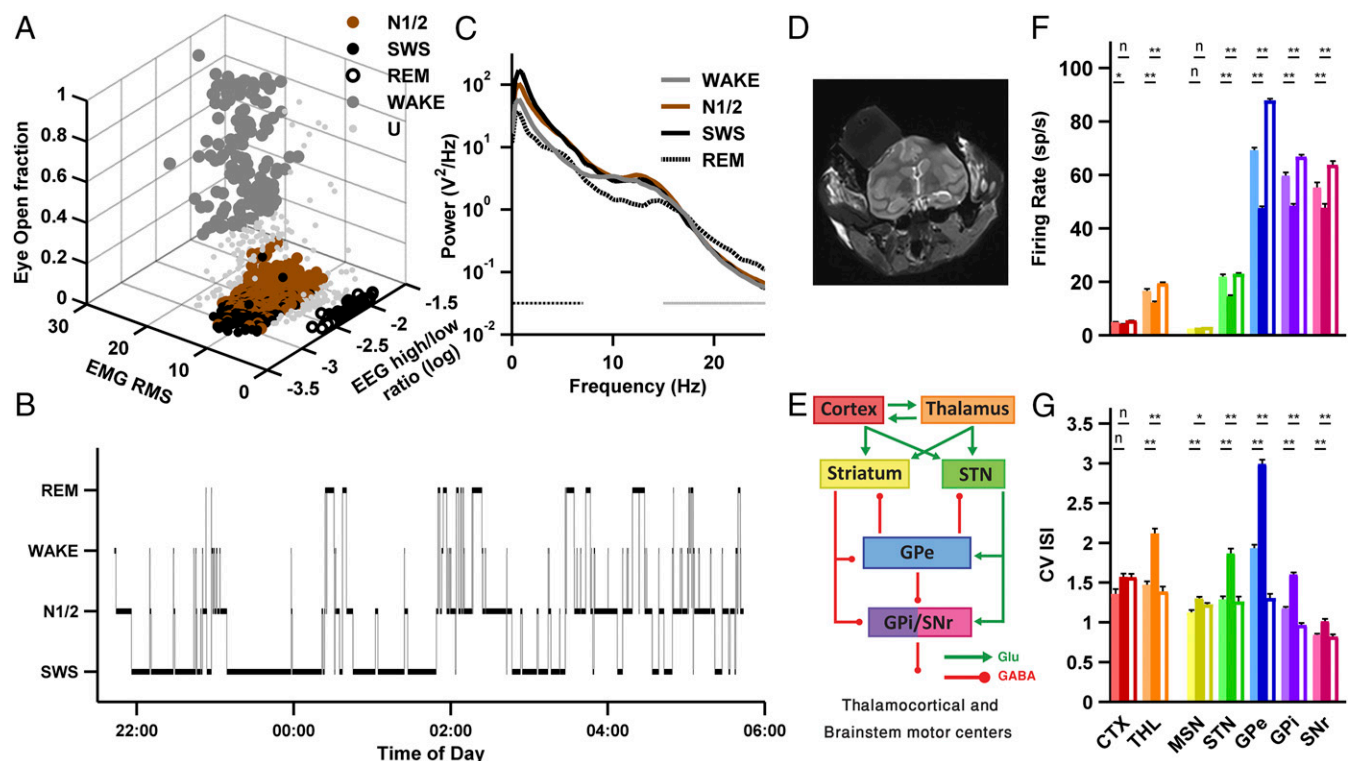 A
N1/2
SWS
REM
WAKE
U
Eye Open fraction
1
0.8
0.6
0.4
0.2
0
30
20
10
0
EMG RMS
-3.5
-3
-2.5
-2
-1.5
EEG high/low
ratio (log)
B
REM
WAKE
N1/2
SWS
22:00
00:00
02:00
04:00
06:00
Time of Day
C
WAKE
N1/2
SWS
REM
Power (V²/Hz)
10²
10¹
10⁰
10⁻¹
10⁻²
0
10
20
Frequency (Hz)
D
E
Cortex
Thalamus
Striatum
STN
GPe
GPi/SNr
Glu
GABA
Thalamocortical and
Brainstem motor centers
F
n ** n ** ** ** **
* ** n ** ** ** **
Firing Rate (sp/s)
100
80
60
40
20
0
G
n ** * ** ** ** **
n ** ** ** ** ** **
CV ISI
3.5
3
2.5
2
1.5
1
0.5
0
CTX
THL
MSN
STN
GPe
GPi
SNr